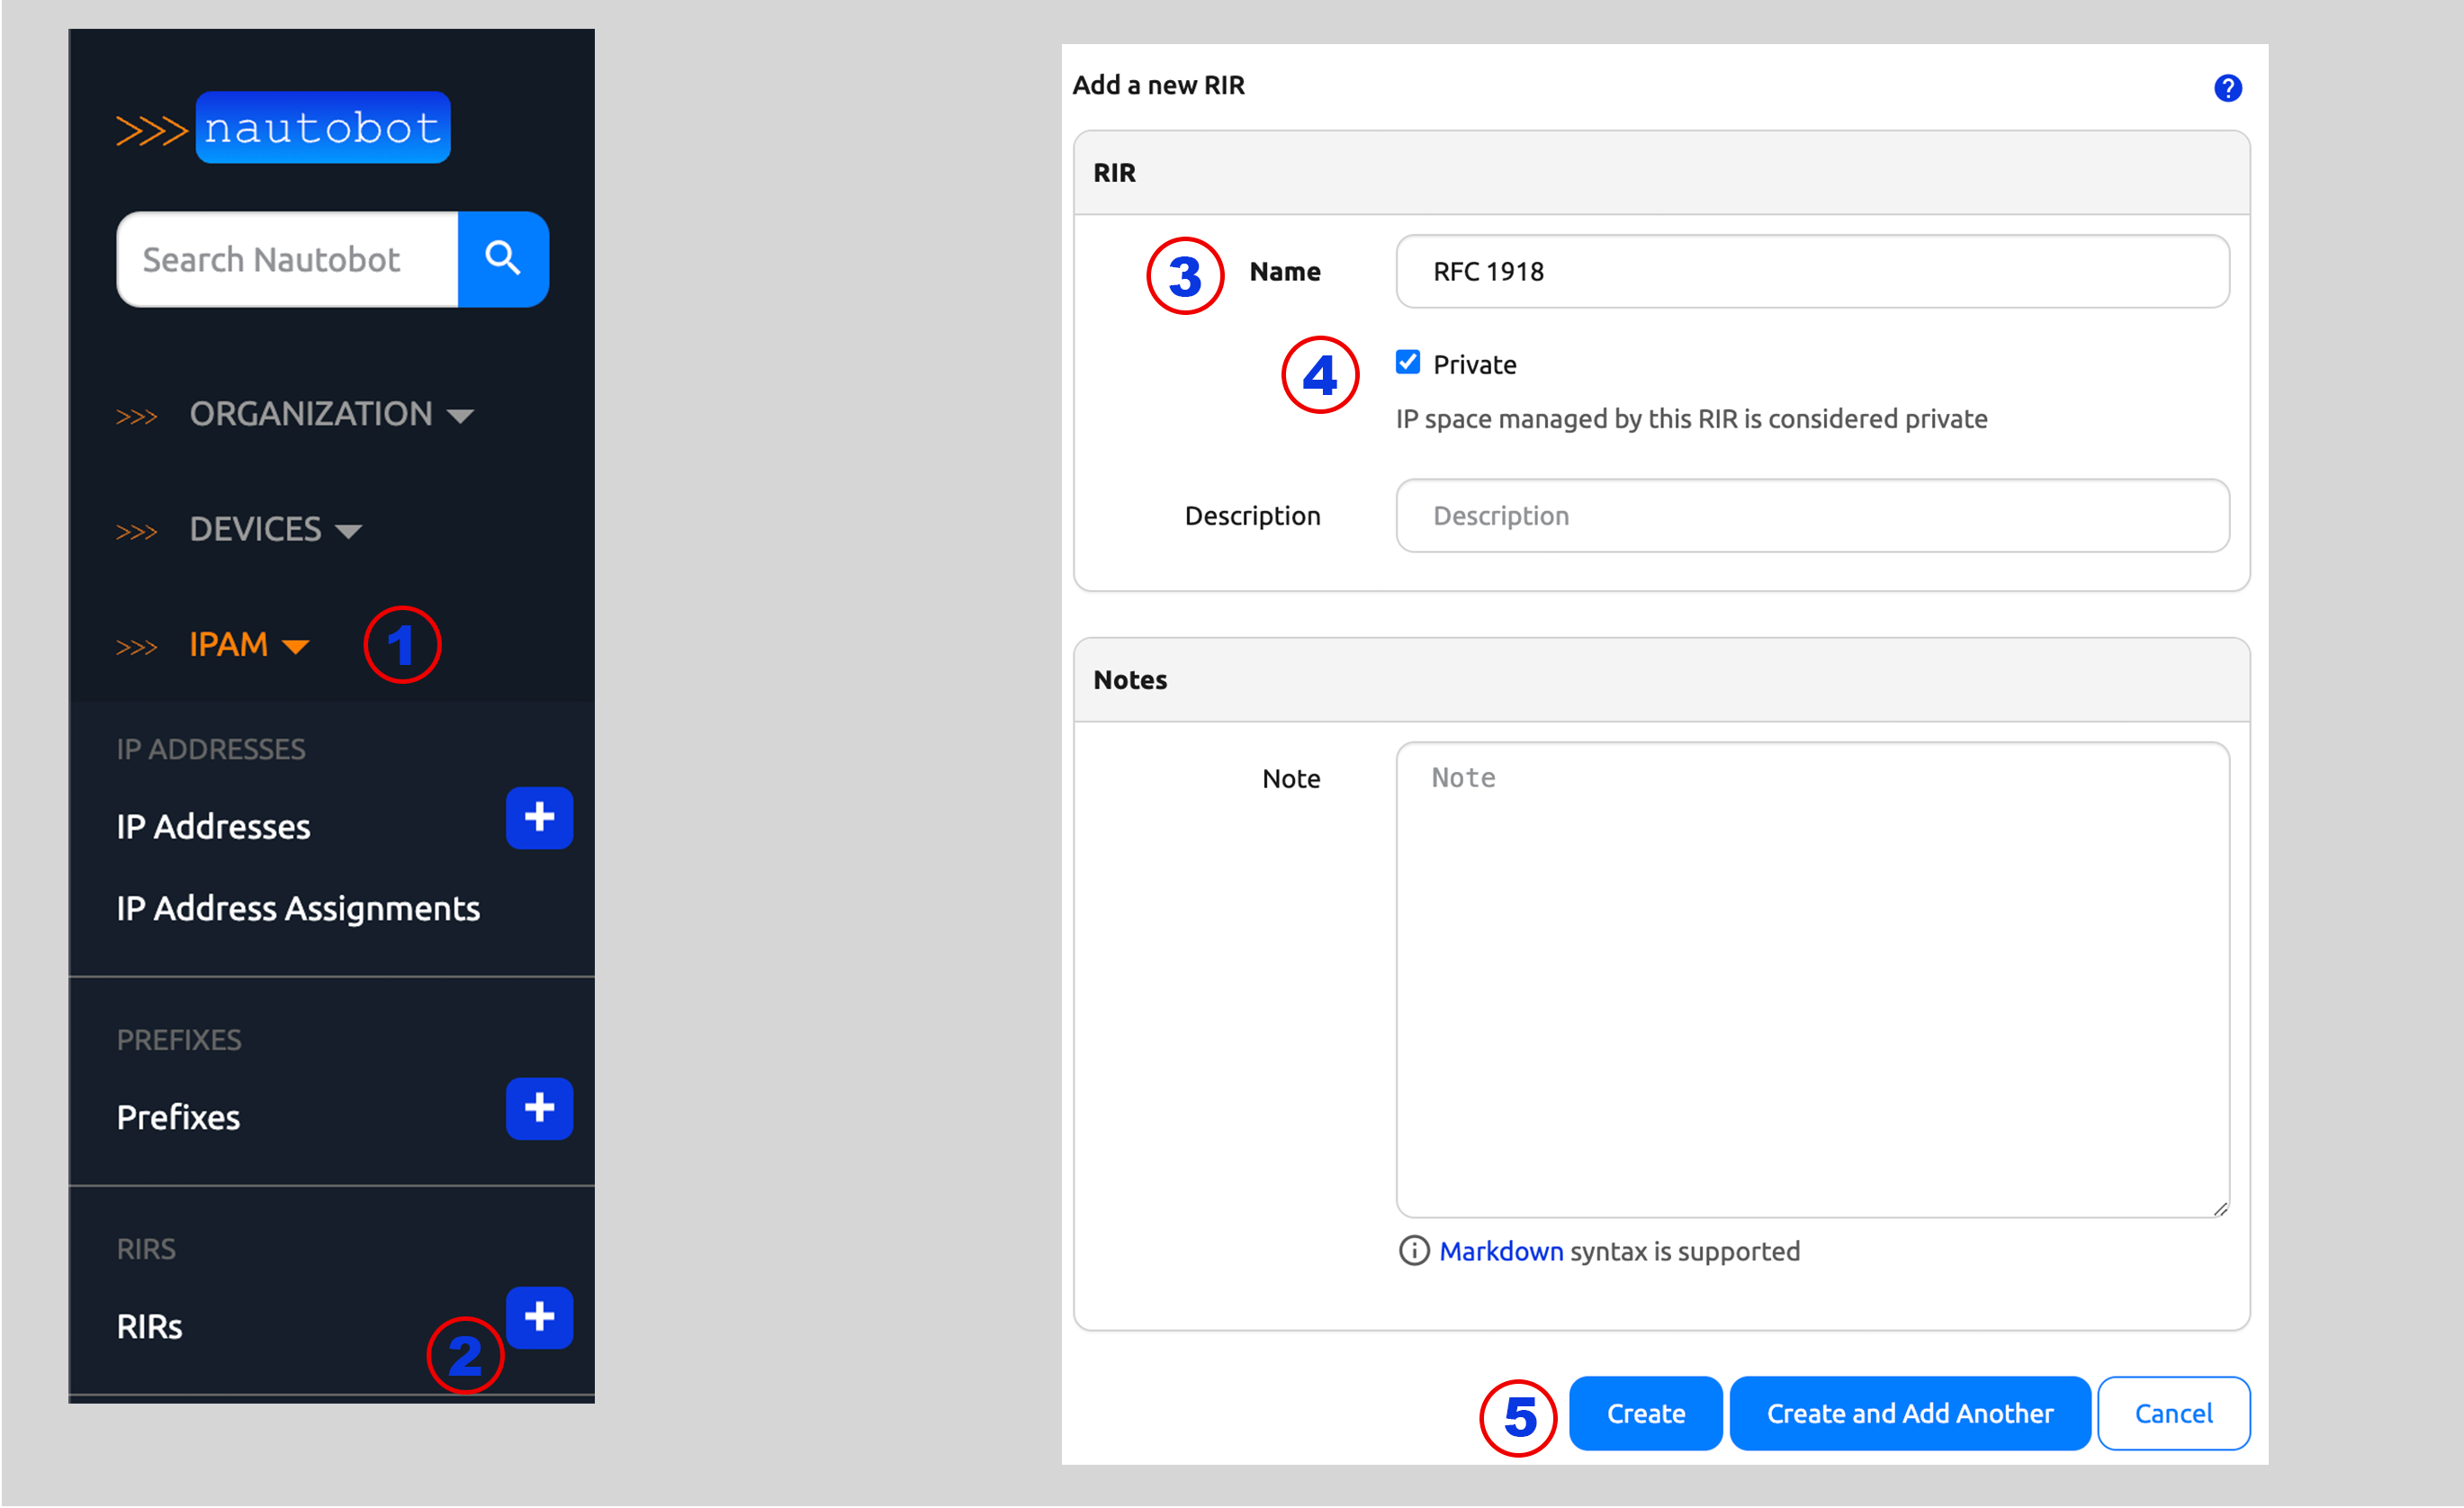 >>> nautobot
Search Nautobot
>>> ORGANIZATION
>>> DEVICES
>>> IPAM
1
IP ADDRESSES
IP Addresses
+
IP Address Assignments
PREFIXES
Prefixes
+
RIRS
RIRs
+
2
Add a new RIR
?
RIR
3
Name
RFC 1918
4
Private
IP space managed by this RIR is considered private
Description
Description
Notes
Note
Note
Markdown syntax is supported
5
Create
Create and Add Another
Cancel